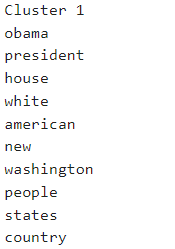 Cluster 1
obama
president
house
white
american
new
washington
people
states
country